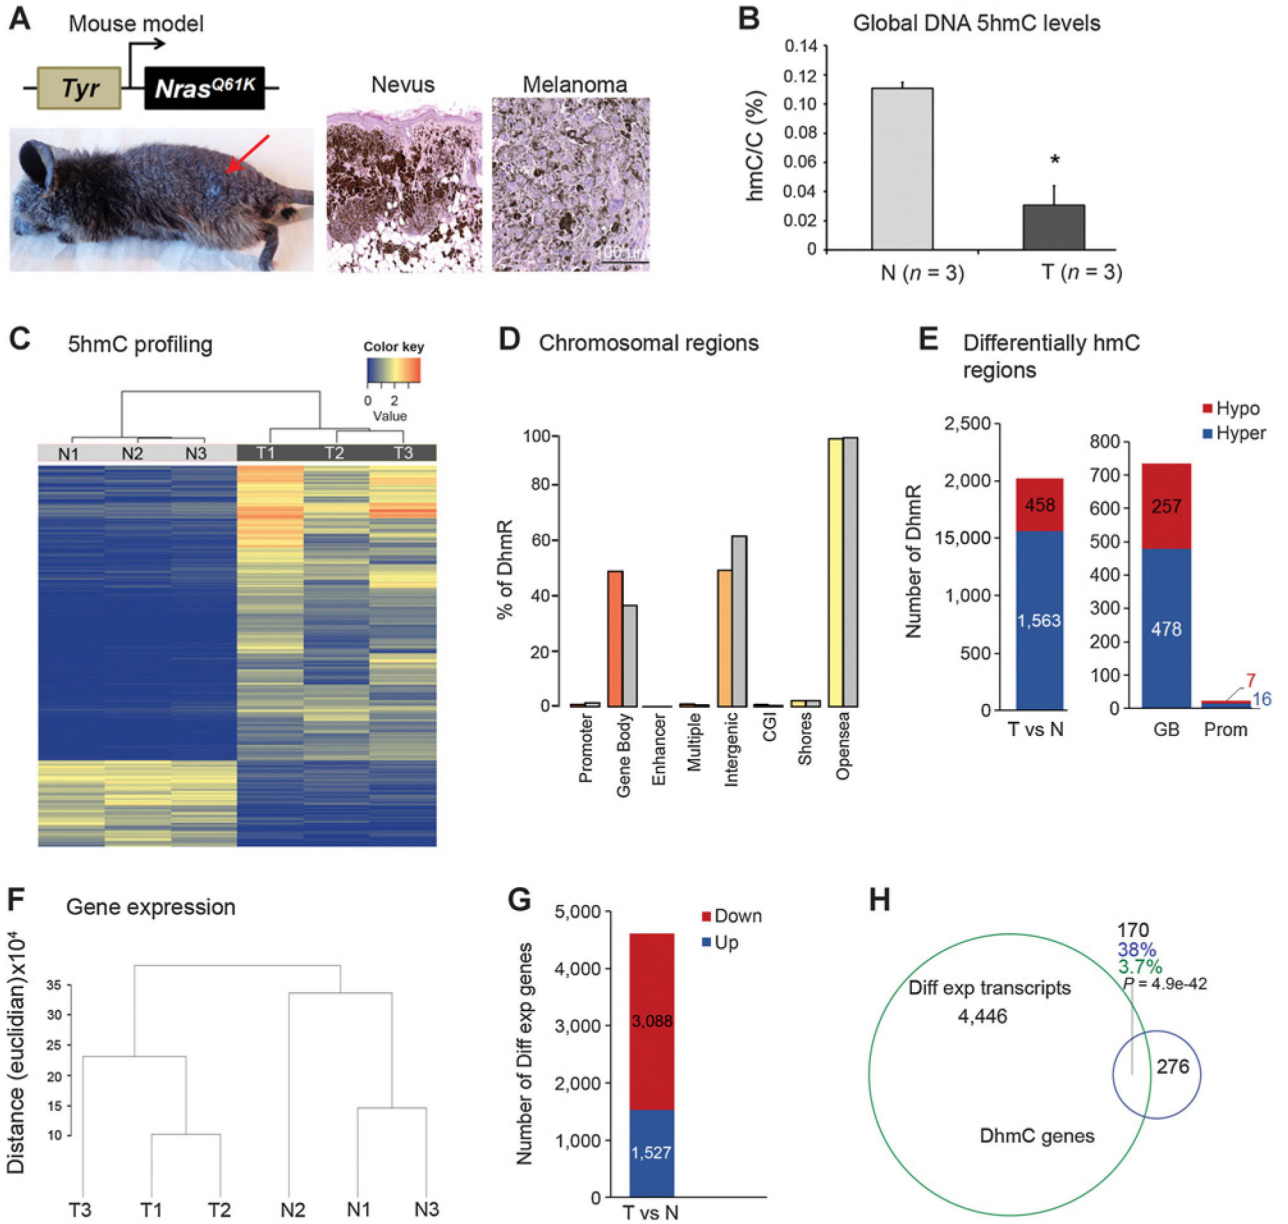 A
Mouse model
Tyr
Nras^Q61K
Nevus
Melanoma
100 µm
B
Global DNA 5hmC levels
hmC/C (%)
0.14
0.12
0.10
0.08
0.06
0.04
0.02
0
*
N (n = 3)
T (n = 3)
C
5hmC profiling
Color key
0 2
Value
N1 N2 N3 T1 T2 T3
D
Chromosomal regions
% of DhmR
100
80
60
40
20
0
Promoter
Gene Body
Enhancer
Multiple
Intergenic
CGI
Shores
Opensea
E
Differentially hmC
regions
Hypo
Hyper
Number of DhmR
2,500
2,000
15,000
1,000
500
0
458
1,563
T vs N
800
700
600
500
400
300
200
100
0
257
478
7
16
GB
Prom
F
Gene expression
Distance (euclidian)x10^4
35
30
25
20
15
10
T3 T1 T2 N2 N1 N3
G
Down
Up
Number of Diff exp genes
5,000
4,000
3,000
2,000
1,000
0
3,088
1,527
T vs N
H
170
38%
3.7%
P = 4.9e-42
Diff exp transcripts
4,446
276
DhmC genes